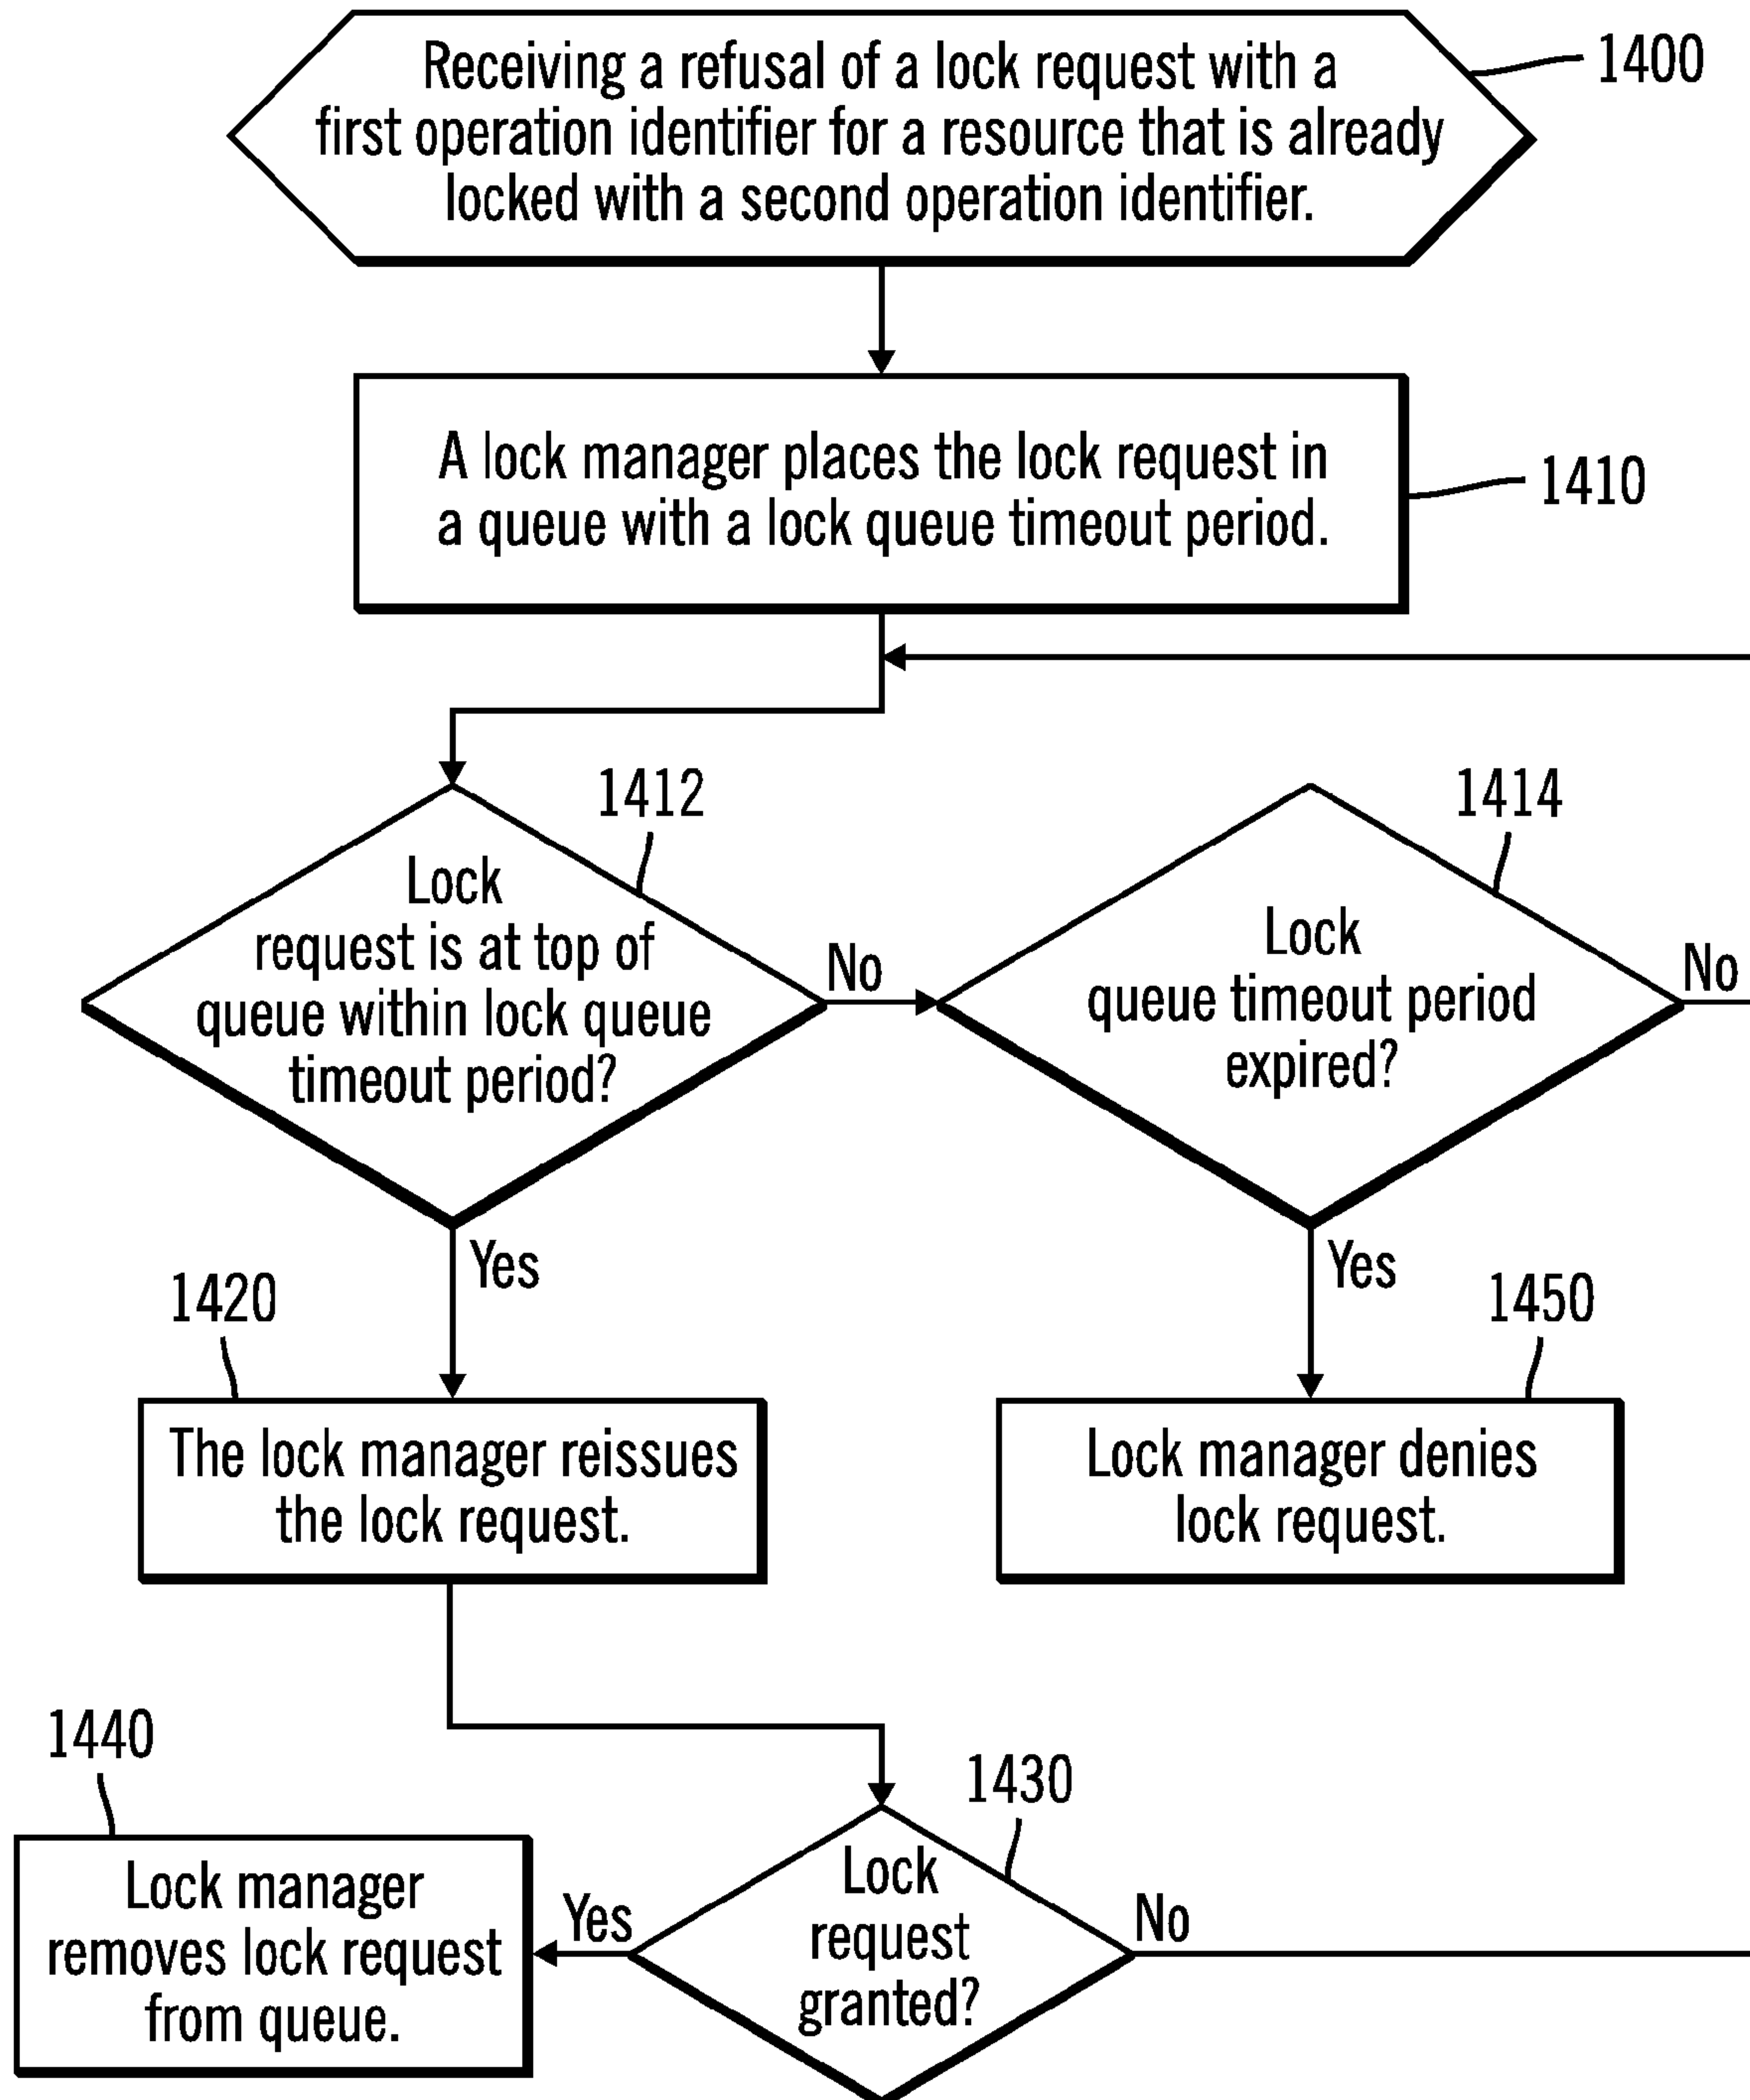 Receiving a refusal of a lock request with a
first operation identifier for a resource that is already
locked with a second operation identifier.
1400
A lock manager places the lock request in
a queue with a lock queue timeout period.
1410
1412
Lock
request is at top of
queue within lock queue
timeout period?
No
1414
Lock
queue timeout period
expired?
No
Yes
Yes
1420
The lock manager reissues
the lock request.
1450
Lock manager denies
lock request.
1440
Lock manager
removes lock request
from queue.
Yes
1430
Lock
request
granted?
No